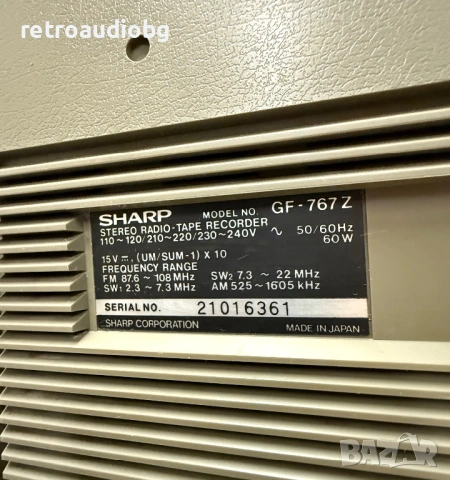 retroaudiobg
SHARP MODEL NO. GF-767 Z
STEREO RADIO-TAPE RECORDER
110~120/210~220/230~240V ~ 50/60Hz
60W
15V ⎓, (UM/SUM-1) X 10
FREQUENCY RANGE
FM 87.6 ~ 108 MHz SW2 7.3 ~ 22 MHz
SW1 2.3 ~ 7.3 MHz AM 525 ~ 1605 kHz
SERIAL NO. 21016361
SHARP CORPORATION MADE IN JAPAN
BAZAR